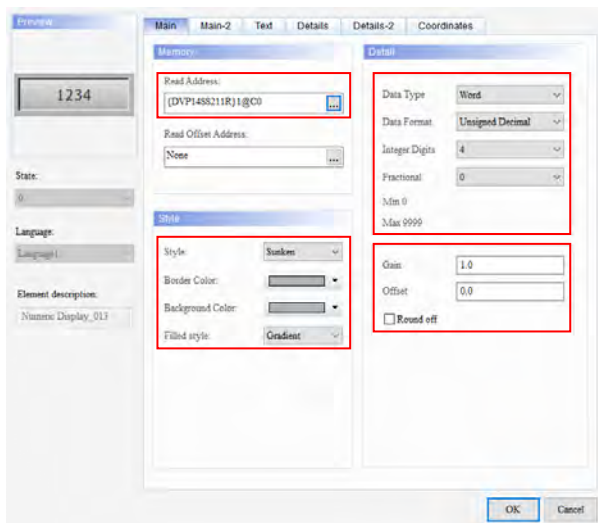 Preview
1234
State:
0
Language:
Language1
Element description:
Numeric Display_013
Main Main-2 Text Details Details-2 Coordinates
Memory
Read Address:
{DVP14SS211R}1@C0 ...
Read Offset Address:
None ...
Style
Style: Sunken
Border Color:
Background Color:
Filled style: Gradient
Detail
Data Type Word
Data Format Unsigned Decimal
Integer Digits 4
Fractional 0
Min 0
Max 9999
Gain 1.0
Offset 0.0
Round off
OK Cancel